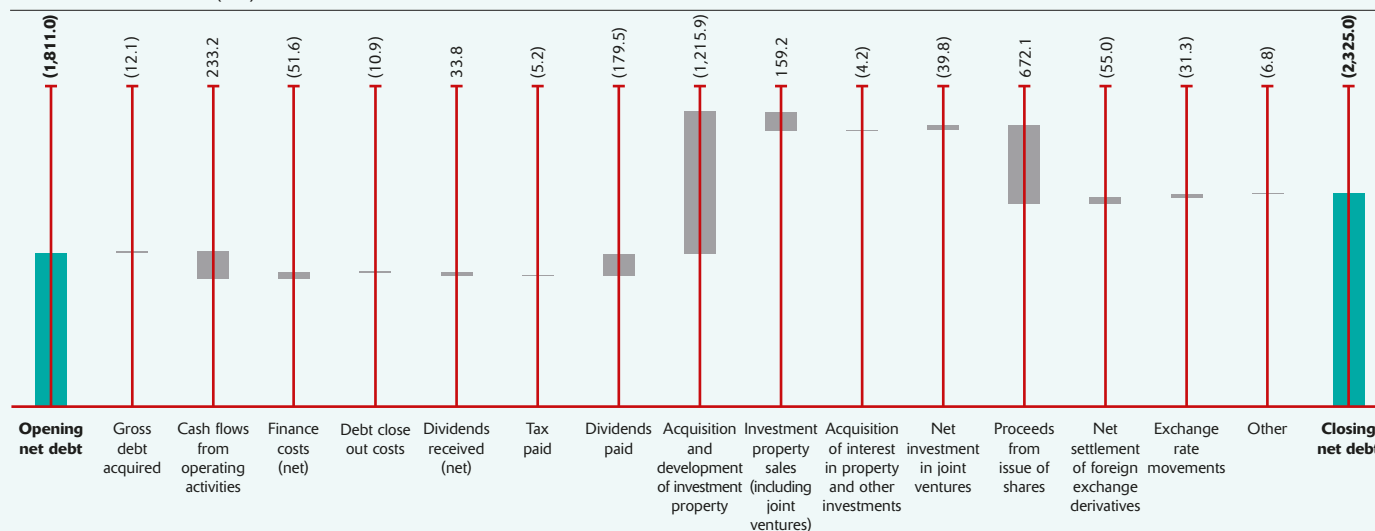 (1,811.0)
(12.1)
233.2
(51.6)
(10.9)
33.8
(5.2)
(179.5)
(1,215.9)
159.2
(4.2)
(39.8)
672.1
(55.0)
(31.3)
(6.8)
(2,325.0)
Opening
net debt
Gross
debt
acquired
Cash flows
from
operating
activities
Finance
costs
(net)
Debt close
out costs
Dividends
received
(net)
Tax
paid
Dividends
paid
Acquisition
and
development
of investment
property
Investment
property
sales
(including
joint
ventures)
Acquisition
of interest
in property
and other
investments
Net
investment
in joint
ventures
Proceeds
from
issue of
shares
Net
settlement
of foreign
exchange
derivatives
Exchange
rate
movements
Other
Closing
net debt